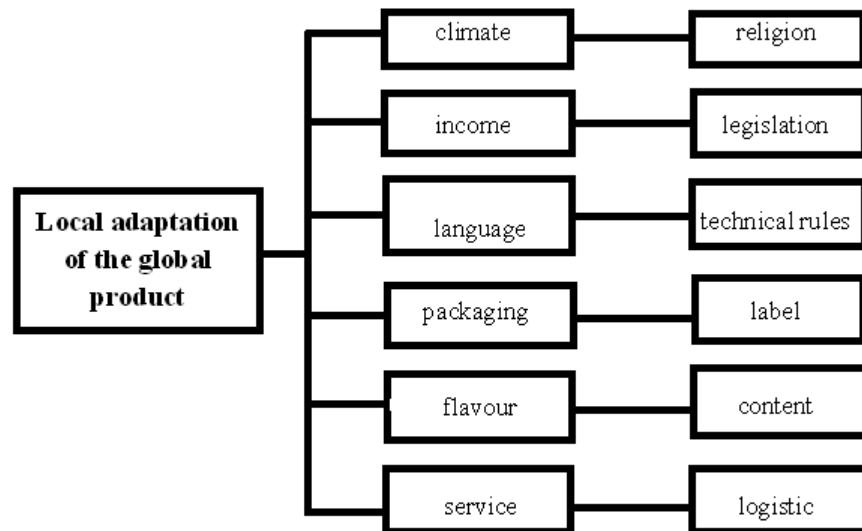 Local adaptation
of the global
product
climate
religion
income
legislation
language
technical rules
packaging
label
flavour
content
service
logistic